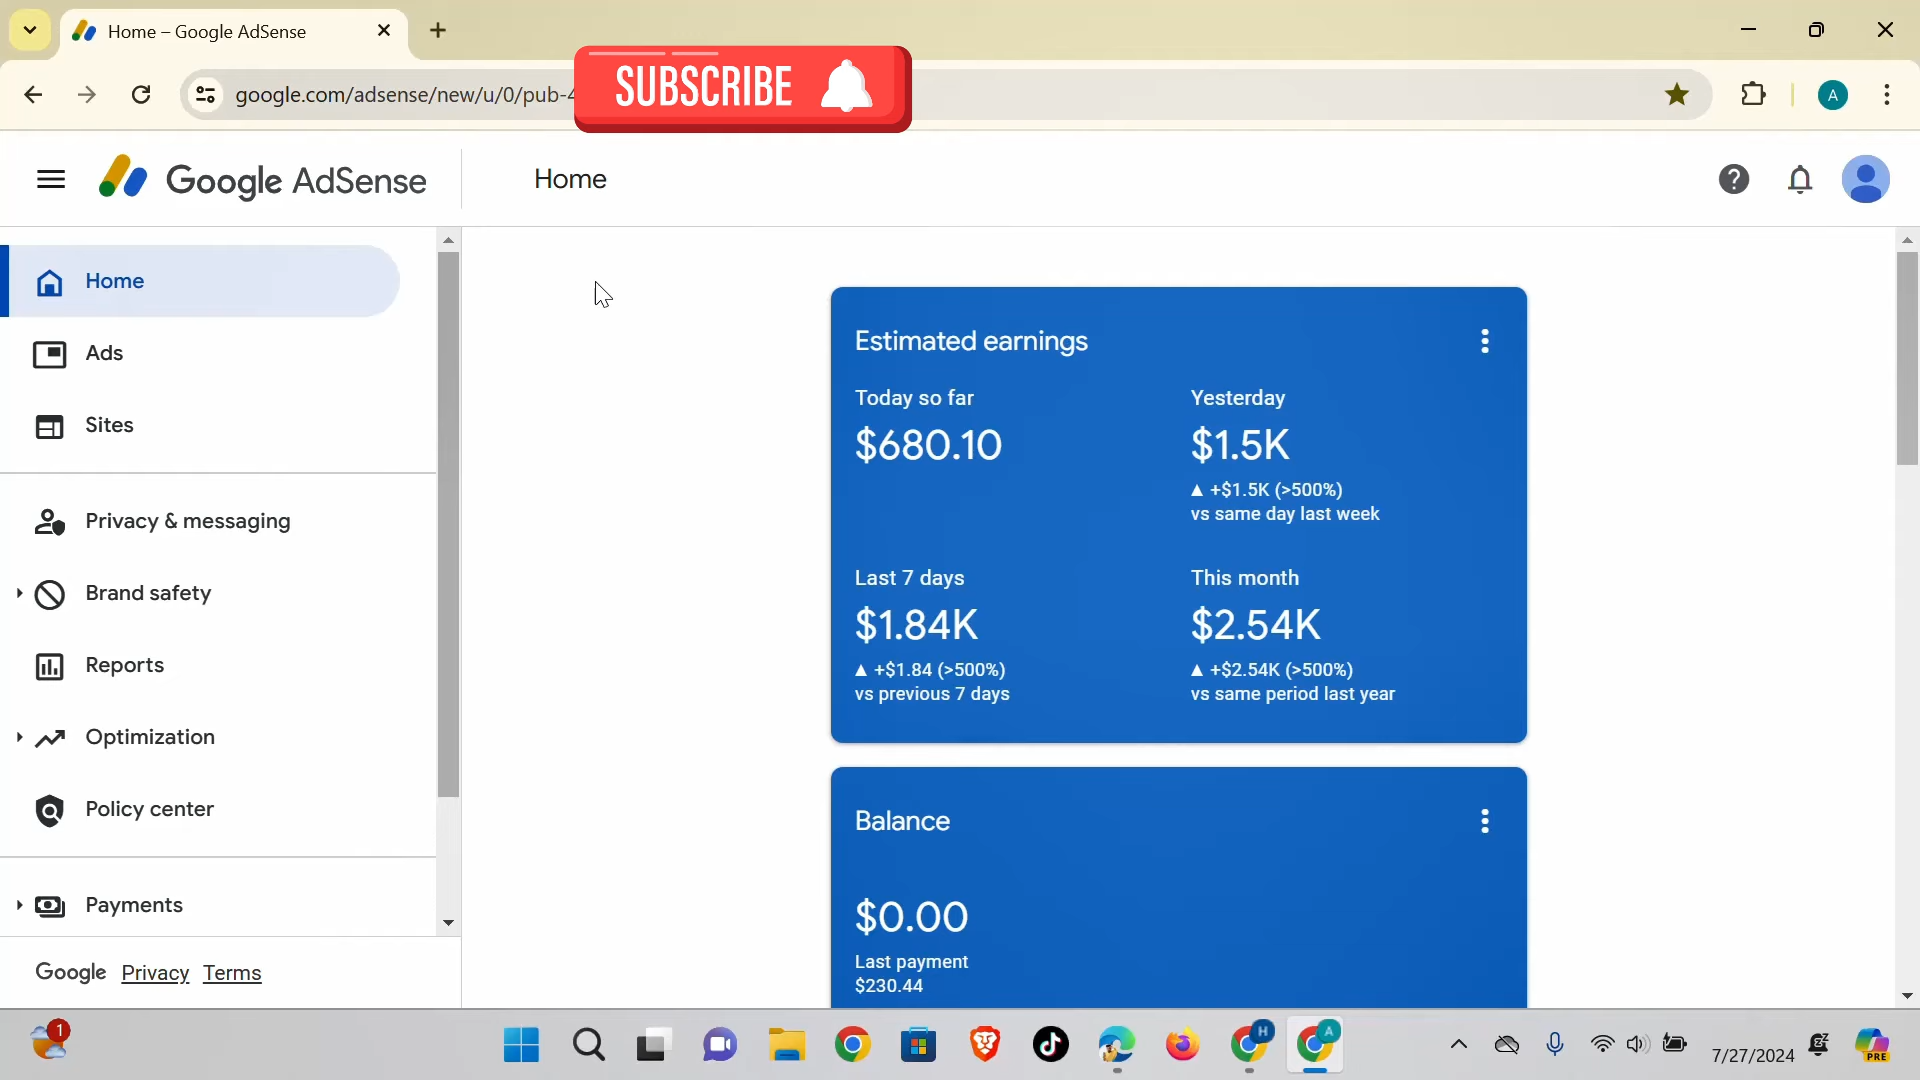 Home – Google AdSense
google.com/adsense/new/u/0/pub-4
SUBSCRIBE
A
Google AdSense
Home
Home
Ads
Sites
Privacy & messaging
Brand safety
Reports
Optimization
Policy center
Payments
Google Privacy Terms
Estimated earnings
Today so far
$680.10
Yesterday
$1.5K
▲ +$1.5K (>500%)
vs same day last week
Last 7 days
$1.84K
▲ +$1.84 (>500%)
vs previous 7 days
This month
$2.54K
▲ +$2.54K (>500%)
vs same period last year
Balance
$0.00
Last payment
$230.44
1
H
A
7/27/2024
PRE